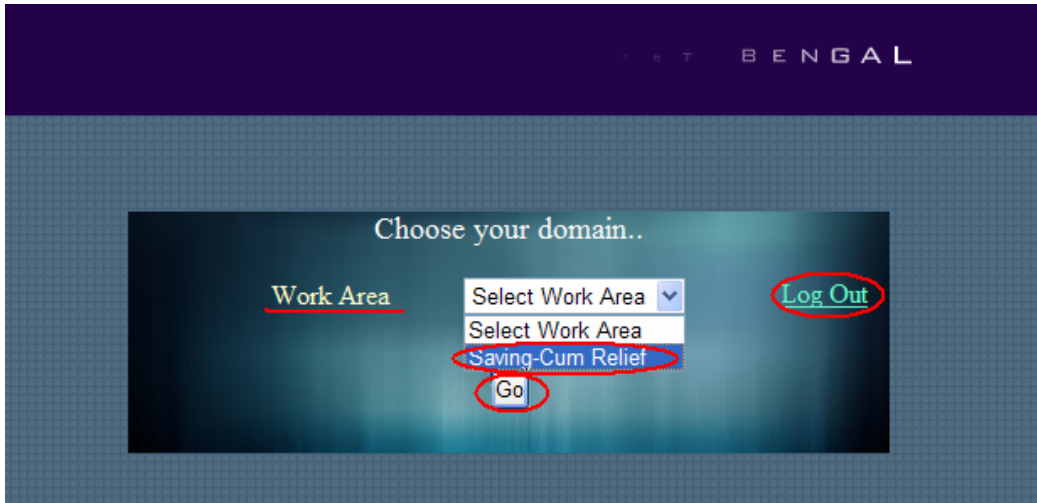 BENGAL
Choose your domain..
Work Area Select Work Area Log Out
Select Work Area
Saving-Cum Relief
Go